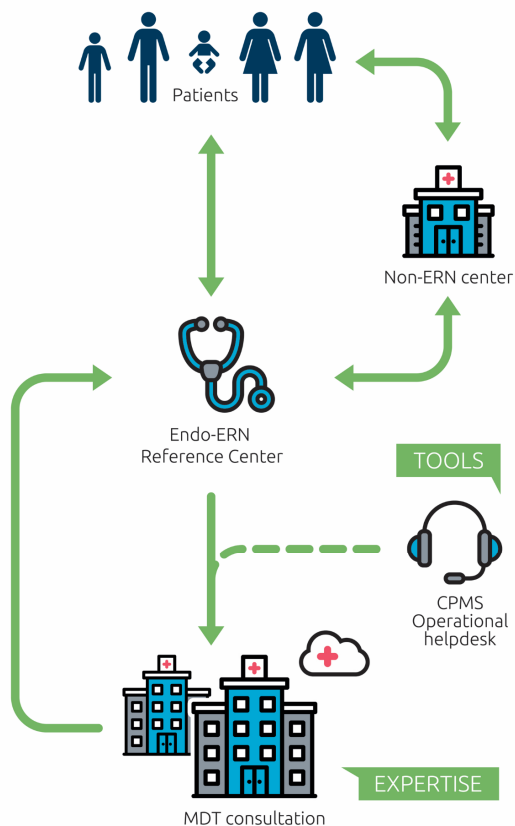 Patients
Non-ERN center
Endo-ERN
Reference Center
TOOLS
CPMS
Operational
helpdesk
EXPERTISE
MDT consultation